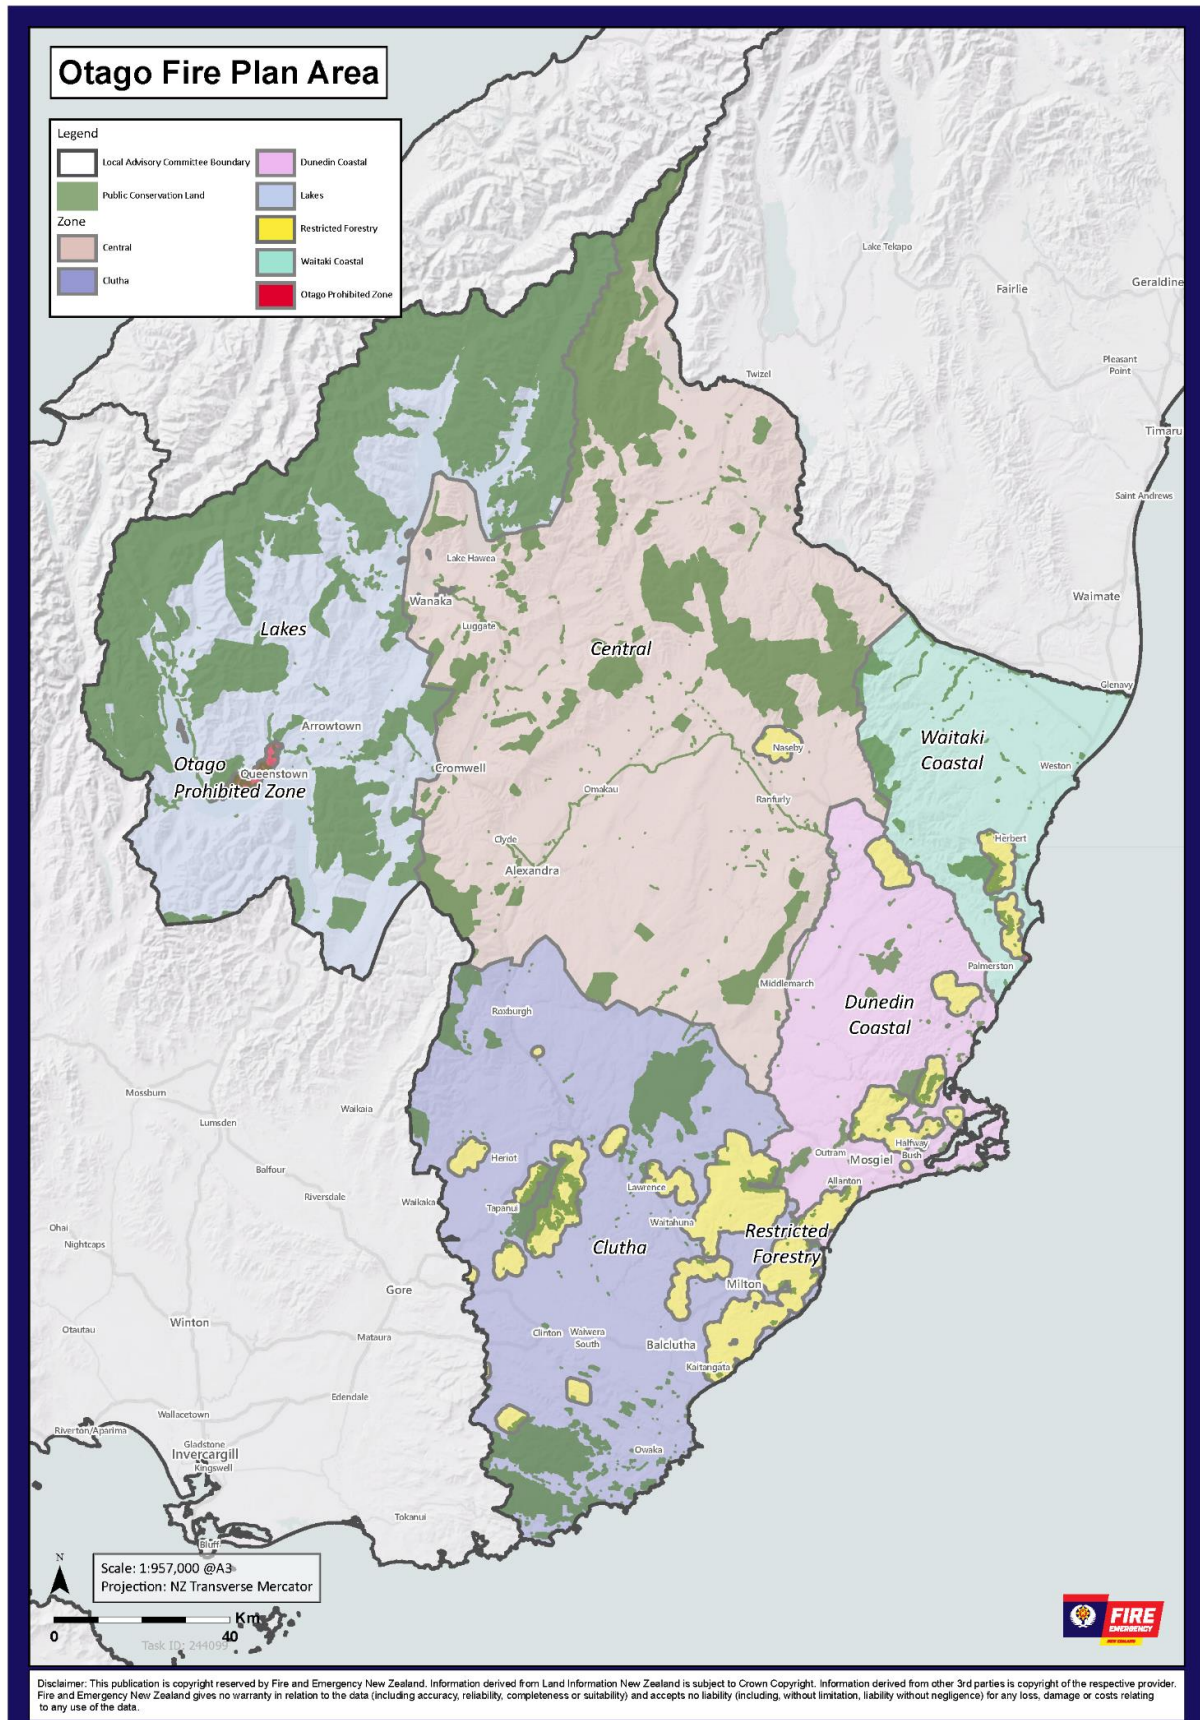 Otago Fire Plan Area
Legend
Local Advisory Committee Boundary
Public Conservation Land
Zone
Central
Clutha
Dunedin Coastal
Lakes
Restricted Forestry
Waitaki Coastal
Otago Prohibited Zone
Lake Tekapo
Fairlie
Geraldine
Pleasant
Point
Twizel
Timaru
Saint Andrews
Lake Hawea
Wanaka
Waimate
Luggate
Lakes
Central
Glenavy
Arrowtown
Waitaki
Coastal
Otago
Prohibited Zone
Queenstown
Cromwell
Naseby
Weston
Omakau
Ranfurly
Clyde
Herbert
Alexandra
Palmerston
Middlemarch
Dunedin
Coastal
Roxburgh
Mossburn
Waikaia
Lumsden
Halfway
Bush
Outram
Mosgiel
Heriot
Balfour
Allanton
Lawrence
Riversdale
Waikaka
Tapanui
Waitahuna
Ohai
Nightcaps
Restricted
Forestry
Clutha
Milton
Gore
Winton
Otautau
Mataura
Clinton
Waiwera
South
Balclutha
Kaitangata
Edendale
Wallacetown
Riverton/Aparima
Gladstone
Invercargill
Kingswell
Owaka
Tokanui
Bluff
N
Scale: 1:957,000 @A3
Projection: NZ Transverse Mercator
Km
0
40
Task ID: 244099
FIRE
EMERGENCY
NEW ZEALAND
Disclaimer: This publication is copyright reserved by Fire and Emergency New Zealand. Information derived from Land Information New Zealand is subject to Crown Copyright. Information derived from other 3rd parties is copyright of the respective provider.
Fire and Emergency New Zealand gives no warranty in relation to the data (including accuracy, reliability, completeness or suitability) and accepts no liability (including, without limitation, liability without negligence) for any loss, damage or costs relating
to any use of the data.